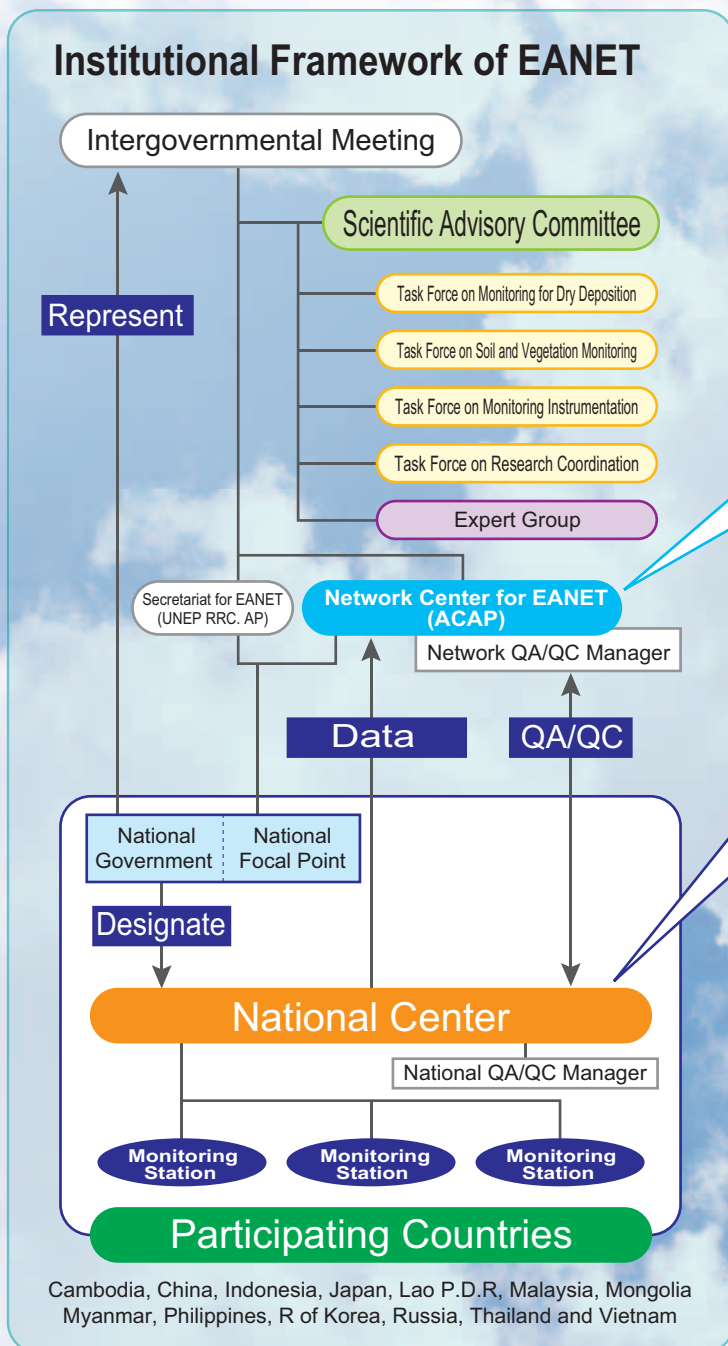 Institutional Framework of EANET
Intergovernmental Meeting
Scientific Advisory Committee
Task Force on Monitoring for Dry Deposition
Represent
Task Force on Soil and Vegetation Monitoring
Task Force on Monitoring Instrumentation
Task Force on Research Coordination
Expert Group
Secretariat for EANET
(UNEP RRC. AP)
Network Center for EANET
(ACAP)
Network QA/QC Manager
Data
QA/QC
National
Government
National
Focal Point
Designate
National Center
National QA/QC Manager
Monitoring
Station
Monitoring
Station
Monitoring
Station
Participating Countries
Cambodia, China, Indonesia, Japan, Lao P.D.R, Malaysia, Mongolia
Myanmar, Philippines, R of Korea, Russia, Thailand and Vietnam